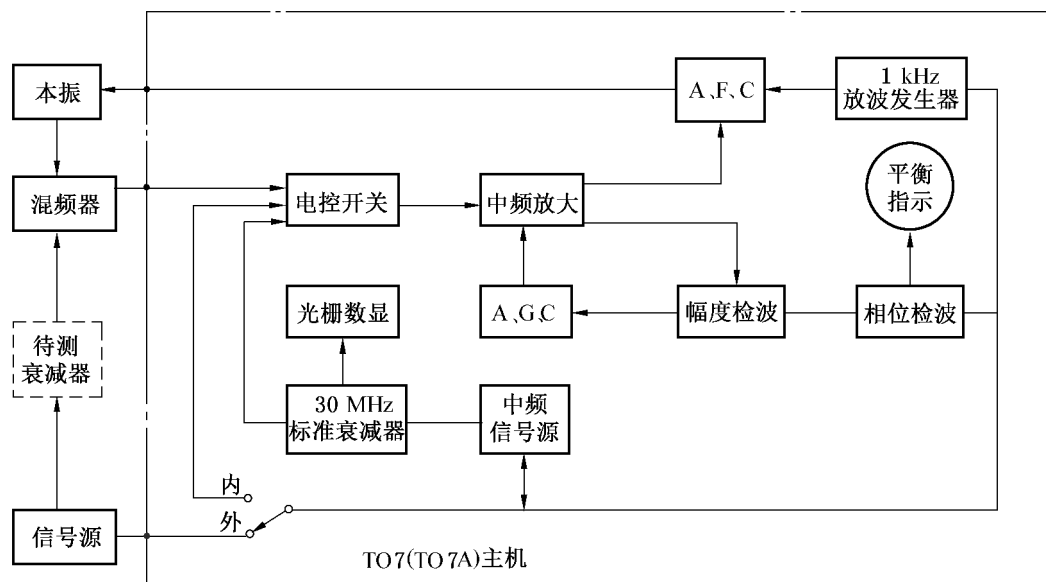 1 kHz
放波发生器
A、F、C
本振
混频器
电控开关
中频放大
平衡
指示
光栅数显
A、G、C
幅度检波
相位检波
待测
衰减器
30 MHz
标准衰减器
中频
信号源
内
外
信号源
TO7(TO7A)主机